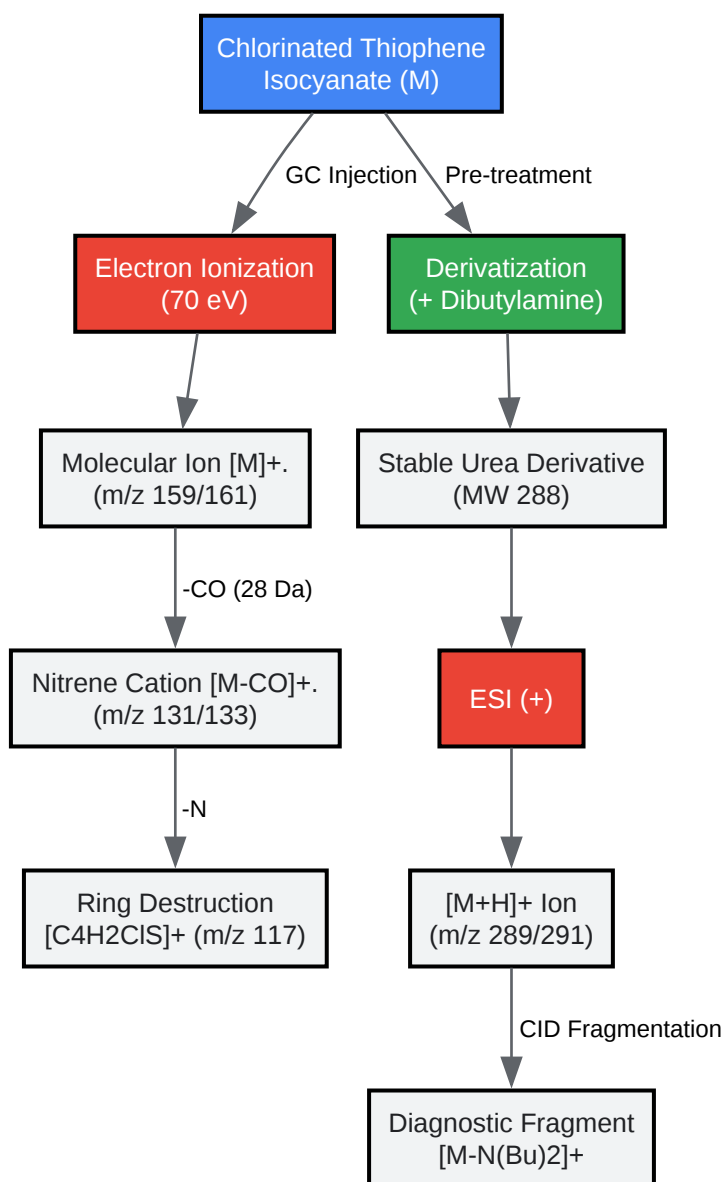 Chlorinated Thiophene
Isocyanate (M)
GC Injection
Pre-treatment
Electron Ionization
(70 eV)
Derivatization
(+ Dibutylamine)
Molecular Ion [M]+.
(m/z 159/161)
Stable Urea Derivative
(MW 288)
-CO (28 Da)
Nitrene Cation [M-CO]+.
(m/z 131/133)
ESI (+)
-N
Ring Destruction
[C4H2ClS]+ (m/z 117)
[M+H]+ Ion
(m/z 289/291)
CID Fragmentation
Diagnostic Fragment
[M-N(Bu)2]+